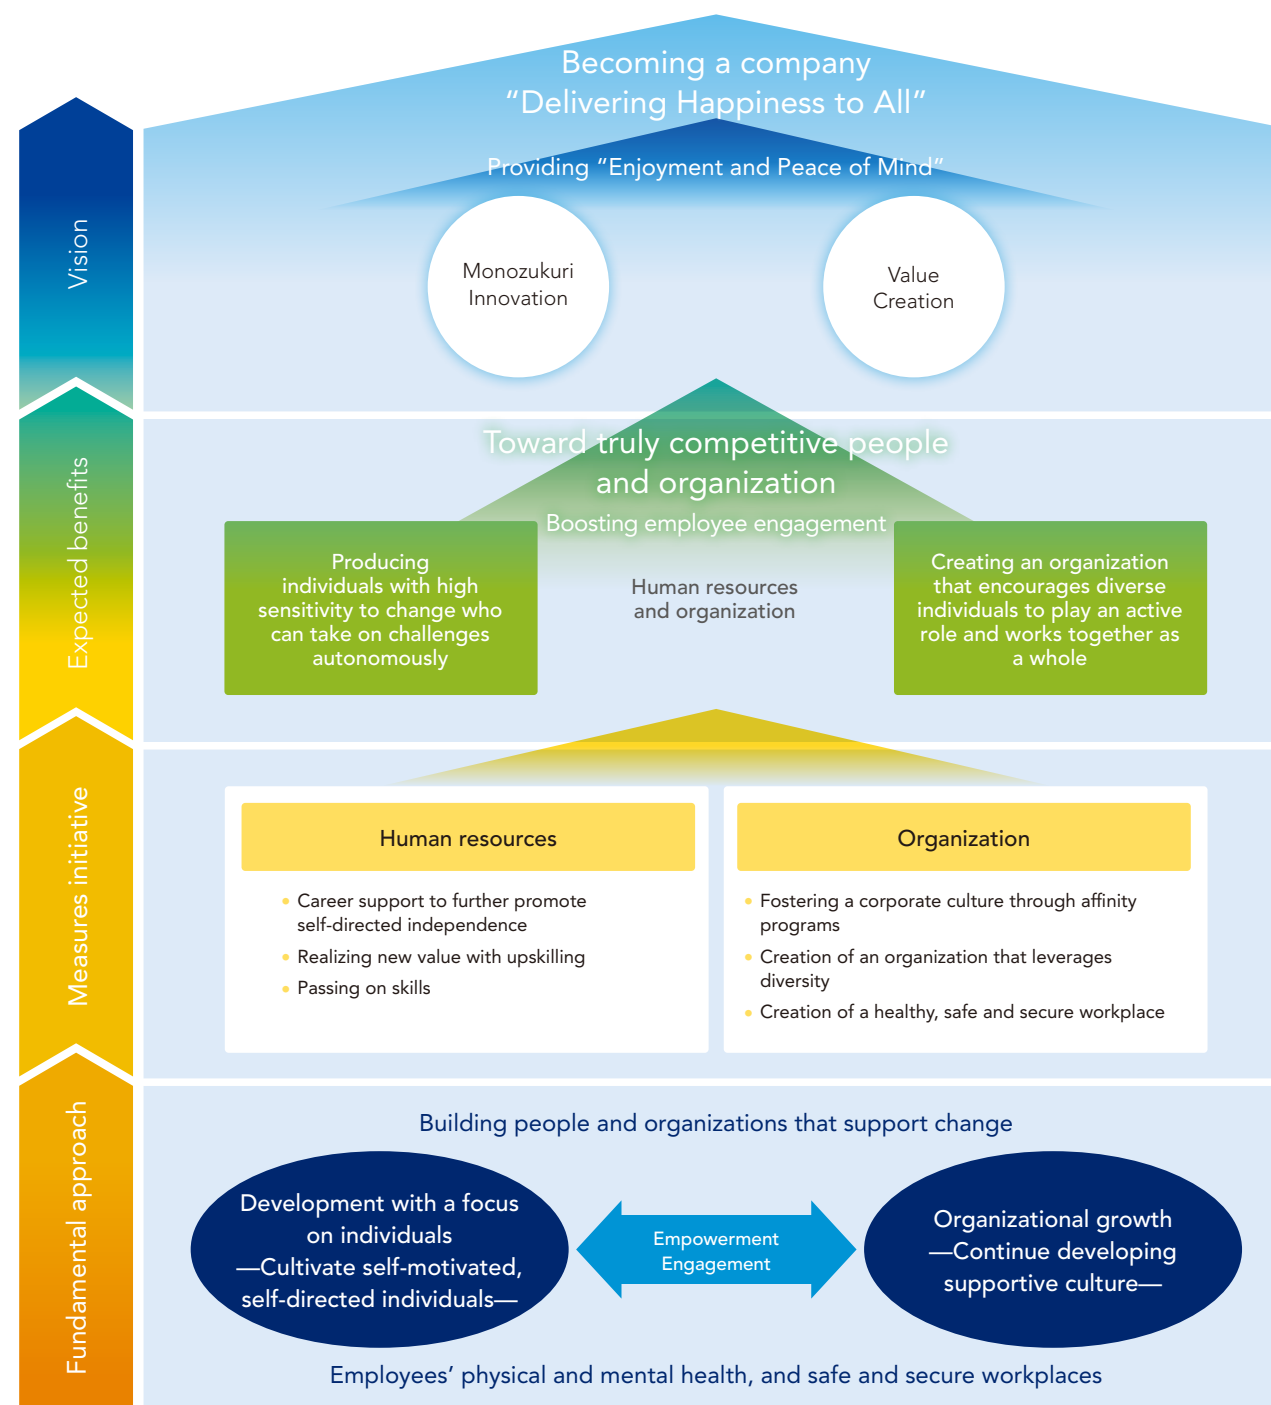 Becoming a company
“Delivering Happiness to All”
Providing “Enjoyment and Peace of Mind”
Vision
Monozukuri
Innovation
Value
Creation
Expected benefits
Toward truly competitive people
and organization
Boosting employee engagement
Producing
individuals with high
sensitivity to change who
can take on challenges
autonomously
Human resources
and organization
Creating an organization
that encourages diverse
individuals to play an active
role and works together as
a whole
Measures initiative
Human resources
• Career support to further promote
self-directed independence
• Realizing new value with upskilling
• Passing on skills
Organization
• Fostering a corporate culture through affinity
programs
• Creation of an organization that leverages
diversity
• Creation of a healthy, safe and secure workplace
Fundamental approach
Building people and organizations that support change
Development with a focus
on individuals
—Cultivate self-motivated,
self-directed individuals—
Empowerment
Engagement
Organizational growth
—Continue developing
supportive culture—
Employees’ physical and mental health, and safe and secure workplaces